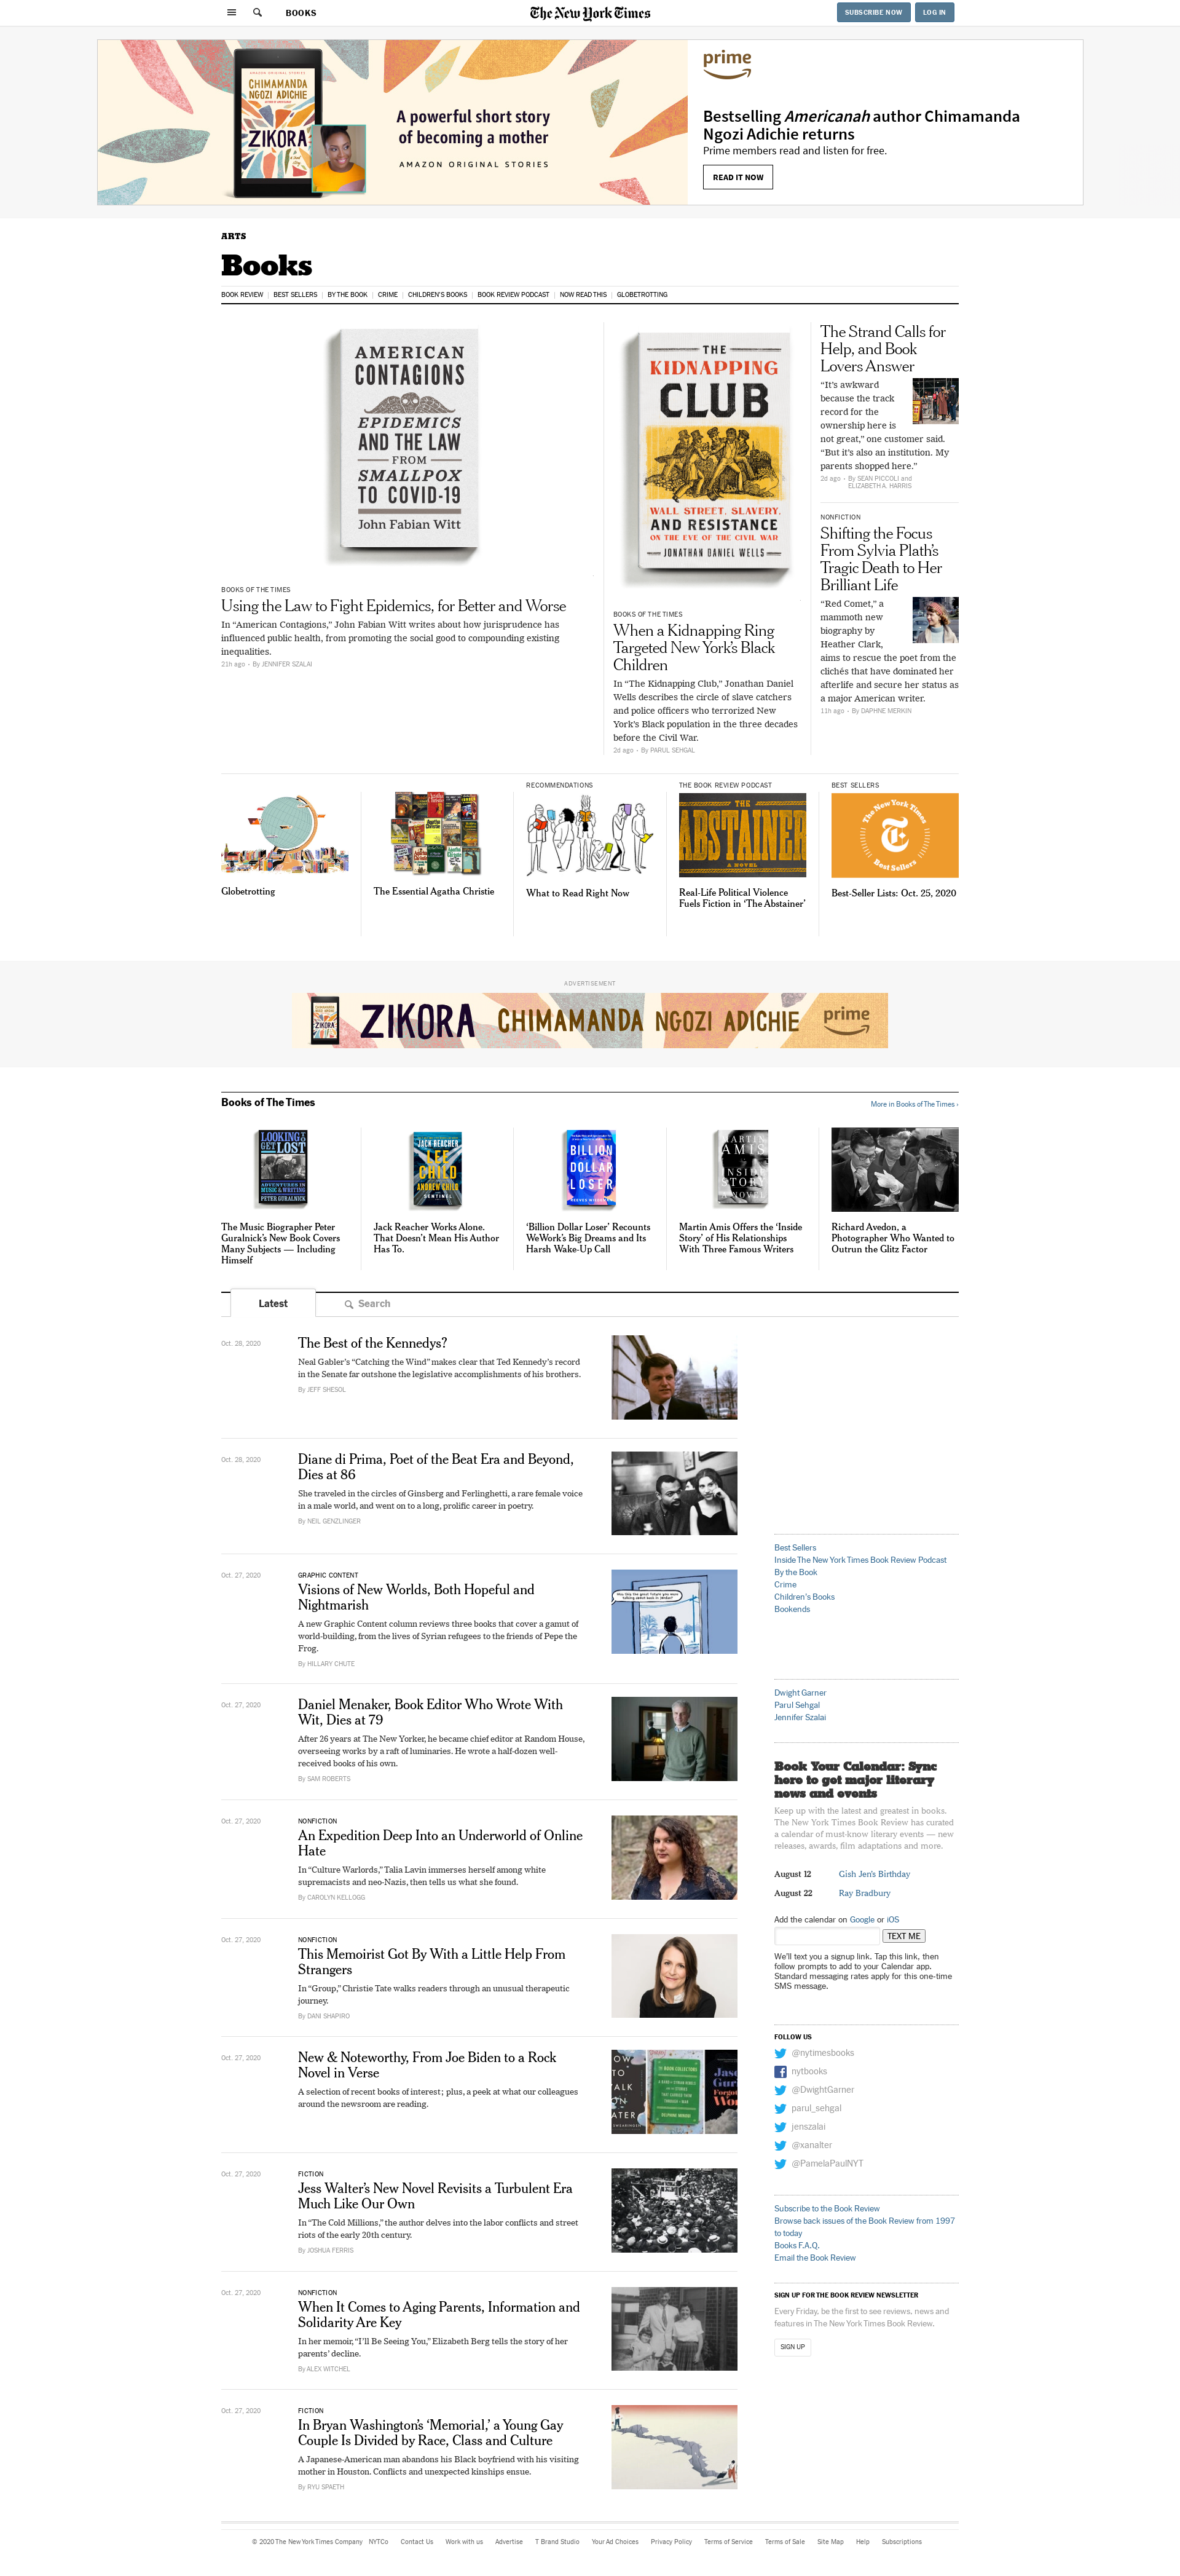 BOOKS
The New York Times
SUBSCRIBE NOW
LOG IN
AMAZON ORIGINAL STORIES
CHIMAMANDA
NGOZI ADICHIE
ZIKORA
A powerful short story
of becoming a mother
AMAZON ORIGINAL STORIES
prime
Bestselling Americanah author Chimamanda
Ngozi Adichie returns
Prime members read and listen for free.
READ IT NOW
ARTS
Books
BOOK REVIEW
BEST SELLERS
BY THE BOOK
CRIME
CHILDREN'S BOOKS
BOOK REVIEW PODCAST
NOW READ THIS
GLOBETROTTING
AMERICAN
CONTAGIONS
EPIDEMICS
AND THE LAW
FROM
SMALLPOX
TO COVID-19
John Fabian Witt
BOOKS OF THE TIMES
Using the Law to Fight Epidemics, for Better and Worse
In “American Contagions,” John Fabian Witt writes about how jurisprudence has
influenced public health, from promoting the social good to compounding existing
inequalities.
21h ago • By JENNIFER SZALAI
THE
KIDNAPPING
CLUB
WALL STREET, SLAVERY,
AND RESISTANCE
ON THE EVE OF THE CIVIL WAR
JONATHAN DANIEL WELLS
BOOKS OF THE TIMES
When a Kidnapping Ring
Targeted New York’s Black
Children
In “The Kidnapping Club,” Jonathan Daniel
Wells describes the circle of slave catchers
and police officers who terrorized New
York’s Black population in the three decades
before the Civil War.
2d ago • By PARUL SEHGAL
The Strand Calls for
Help, and Book
Lovers Answer
“It’s awkward
because the track
record for the
ownership here is
not great,” one customer said.
“But it’s also an institution. My
parents shopped here.”
2d ago • By SEAN PICCOLI and
ELIZABETH A. HARRIS
NONFICTION
Shifting the Focus
From Sylvia Plath’s
Tragic Death to Her
Brilliant Life
“Red Comet,” a
mammoth new
biography by
Heather Clark,
aims to rescue the poet from the
clichés that have dominated her
afterlife and secure her status as
a major American writer.
11h ago • By DAPHNE MERKIN
Globetrotting
The Essential Agatha Christie
RECOMMENDATIONS
What to Read Right Now
THE BOOK REVIEW PODCAST
THE
ABSTAINER
A NOVEL
Real-Life Political Violence
Fuels Fiction in ‘The Abstainer’
BEST SELLERS
The New York Times
Best Sellers
Best-Seller Lists: Oct. 25, 2020
ADVERTISEMENT
ZIKORA CHIMAMANDA NGOZI ADICHIE prime
Books of The Times
More in Books of The Times ›
LOOKING TO
GET LOST
ADVENTURES IN
MUSIC & WRITING
PETER GURALNICK
The Music Biographer Peter
Guralnick’s New Book Covers
Many Subjects — Including
Himself
JACK REACHER
LEE
CHILD
ANDREW CHILD
SENTINEL
Jack Reacher Works Alone.
That Doesn’t Mean His Author
Has To.
BILLION
DOLLAR
LOSER
‘Billion Dollar Loser’ Recounts
WeWork’s Big Dreams and Its
Harsh Wake-Up Call
MARTIN
AMIS
INSIDE
STORY
Martin Amis Offers the ‘Inside
Story’ of His Relationships
With Three Famous Writers
Richard Avedon, a
Photographer Who Wanted to
Outrun the Glitz Factor
Latest
Search
Oct. 28, 2020
The Best of the Kennedys?
Neal Gabler’s “Catching the Wind” makes clear that Ted Kennedy’s record
in the Senate far outshone the legislative accomplishments of his brothers.
By JEFF SHESOL
Oct. 28, 2020
Diane di Prima, Poet of the Beat Era and Beyond,
Dies at 86
She traveled in the circles of Ginsberg and Ferlinghetti, a rare female voice
in a male world, and went on to a long, prolific career in poetry.
By NEIL GENZLINGER
Oct. 27, 2020
GRAPHIC CONTENT
Visions of New Worlds, Both Hopeful and
Nightmarish
A new Graphic Content column reviews three books that cover a gamut of
world-building, from the lives of Syrian refugees to the friends of Pepe the
Frog.
By HILLARY CHUTE
Oct. 27, 2020
Daniel Menaker, Book Editor Who Wrote With
Wit, Dies at 79
After 26 years at The New Yorker, he became chief editor at Random House,
overseeing works by a raft of luminaries. He wrote a half-dozen well-
received books of his own.
By SAM ROBERTS
Oct. 27, 2020
NONFICTION
An Expedition Deep Into an Underworld of Online
Hate
In “Culture Warlords,” Talia Lavin immerses herself among white
supremacists and neo-Nazis, then tells us what she found.
By CAROLYN KELLOGG
Oct. 27, 2020
NONFICTION
This Memoirist Got By With a Little Help From
Strangers
In “Group,” Christie Tate walks readers through an unusual therapeutic
journey.
By DANI SHAPIRO
Oct. 27, 2020
New & Noteworthy, From Joe Biden to a Rock
Novel in Verse
A selection of recent books of interest; plus, a peek at what our colleagues
around the newsroom are reading.
Oct. 27, 2020
FICTION
Jess Walter’s New Novel Revisits a Turbulent Era
Much Like Our Own
In “The Cold Millions,” the author delves into the labor conflicts and street
riots of the early 20th century.
By JOSHUA FERRIS
Oct. 27, 2020
NONFICTION
When It Comes to Aging Parents, Information and
Solidarity Are Key
In her memoir, “I’ll Be Seeing You,” Elizabeth Berg tells the story of her
parents’ decline.
By ALEX WITCHEL
Oct. 27, 2020
FICTION
In Bryan Washington’s ‘Memorial,’ a Young Gay
Couple Is Divided by Race, Class and Culture
A Japanese-American man abandons his Black boyfriend with his visiting
mother in Houston. Conflicts and unexpected kinships ensue.
By RYU SPAETH
Best Sellers
Inside The New York Times Book Review Podcast
By the Book
Crime
Children's Books
Bookends
Dwight Garner
Parul Sehgal
Jennifer Szalai
Book Your Calendar: Sync
here to get major literary
news and events
Keep up with the latest and greatest in books.
The New York Times Book Review has curated
a calendar of must-know literary events — new
releases, awards, film adaptations and more.
August 12 Gish Jen's Birthday
August 22 Ray Bradbury
Add the calendar on Google or iOS
TEXT ME
We'll text you a signup link. Tap this link, then
follow prompts to add to your Calendar app.
Standard messaging rates apply for this one-time
SMS message.
FOLLOW US
@nytimesbooks
nytbooks
@DwightGarner
parul_sehgal
jenszalai
@xanalter
@PamelaPaulNYT
Subscribe to the Book Review
Browse back issues of the Book Review from 1997
to today
Books F.A.Q.
Email the Book Review
SIGN UP FOR THE BOOK REVIEW NEWSLETTER
Every Friday, be the first to see reviews, news and
features in The New York Times Book Review.
SIGN UP
© 2020 The New York Times Company
NYTCo
Contact Us
Work with us
Advertise
T Brand Studio
Your Ad Choices
Privacy Policy
Terms of Service
Terms of Sale
Site Map
Help
Subscriptions